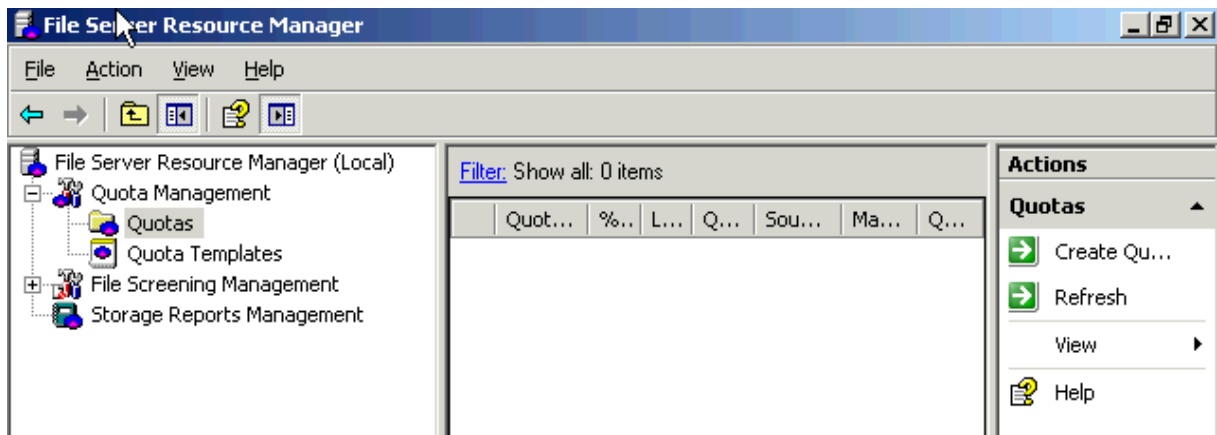 File Server Resource Manager
File Action View Help
File Server Resource Manager (Local)
Quota Management
Quotas
Quota Templates
File Screening Management
Storage Reports Management
Filter: Show all: 0 items
Quot... %.. L... Q... Sou... Ma... Q...
Actions
Quotas
Create Qu...
Refresh
View
Help